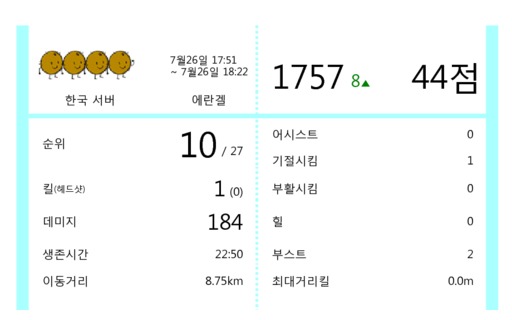 7월26일 17:51
~ 7월26일 18:22
한국 서버
에란겔
1757 8▲ 44점
순위 10 / 27
킬(헤드샷) 1 (0)
데미지 184
생존시간 22:50
이동거리 8.75km
어시스트 0
기절시킴 1
부활시킴 0
힐 0
부스트 2
최대거리킬 0.0m